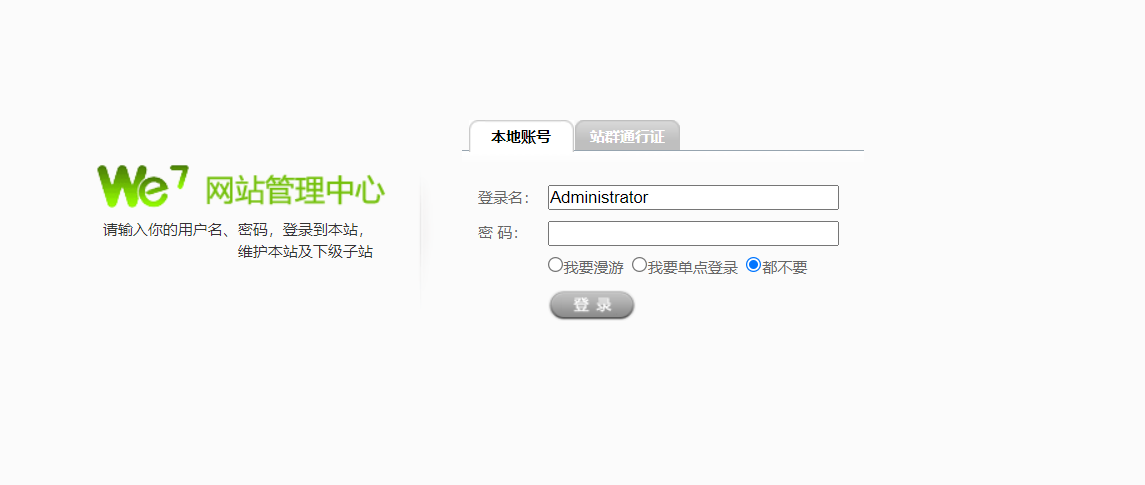 本地账号 站群通行证
We7 网站管理中心
请输入你的用户名、密码，登录到本站，
维护本站及下级子站
登录名： Administrator
密 码：
我要漫游 我要单点登录 都不要
登 录